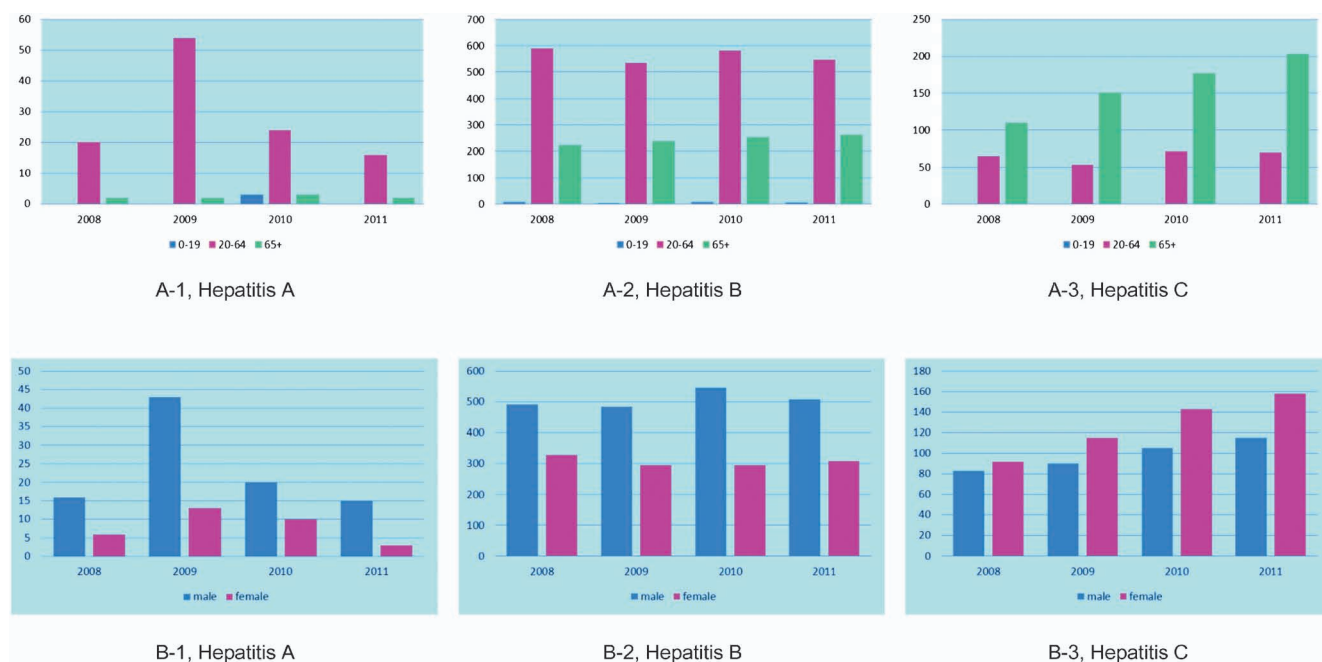 60
50
40
30
20
10
0
2008 2009 2010 2011
0-19 20-64 65+
A-1, Hepatitis A
700
600
500
400
300
200
100
0
2008 2009 2010 2011
0-19 20-64 65+
A-2, Hepatitis B
250
200
150
100
50
0
2008 2009 2010 2011
0-19 20-64 65+
A-3, Hepatitis C
50
45
40
35
30
25
20
15
10
5
0
2008 2009 2010 2011
male female
B-1, Hepatitis A
600
500
400
300
200
100
0
2008 2009 2010 2011
male female
B-2, Hepatitis B
180
160
140
120
100
80
60
40
20
0
2008 2009 2010 2011
male female
B-3, Hepatitis C